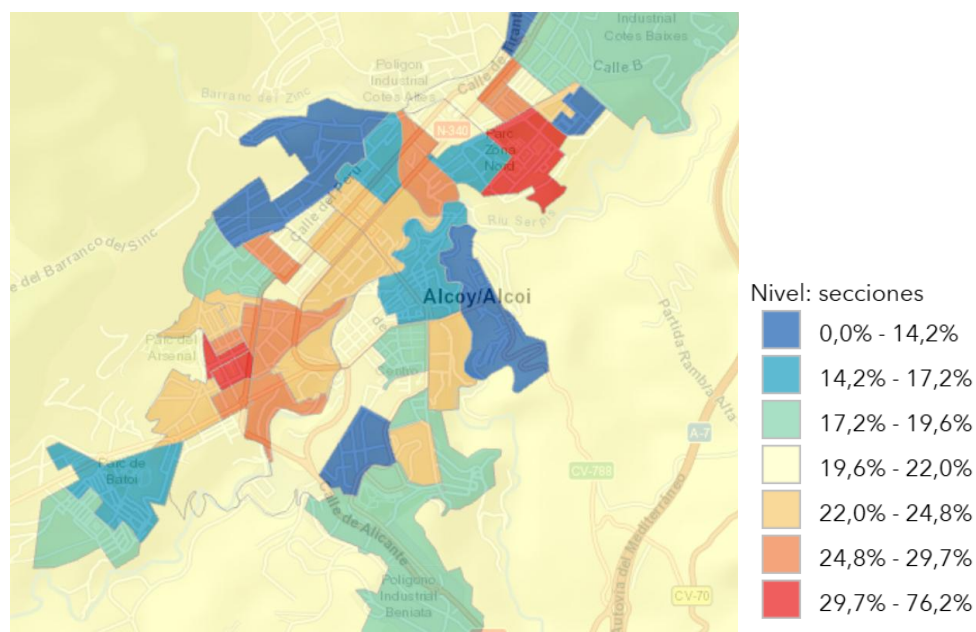 Industrial
Cotes Baixes
Calle B
Calle de Tirant
Polígon
Industrial
Cotes Altes
Barranc del Zinc
N-340
Parc
Zona
Nord
Calle del Perú
Riu Serpis
e del Barranco del Sinc
Alcoy/Alcoi
Parc del
Arsenal
Centro
Partida Rambla Alta
A-7
Parc de
Batoi
CV-788
Calle de Alicante
Autovía del Mediterráneo
Polígono
Industrial
Beniata
CV-70
Nivel: secciones
0,0% - 14,2%
14,2% - 17,2%
17,2% - 19,6%
19,6% - 22,0%
22,0% - 24,8%
24,8% - 29,7%
29,7% - 76,2%